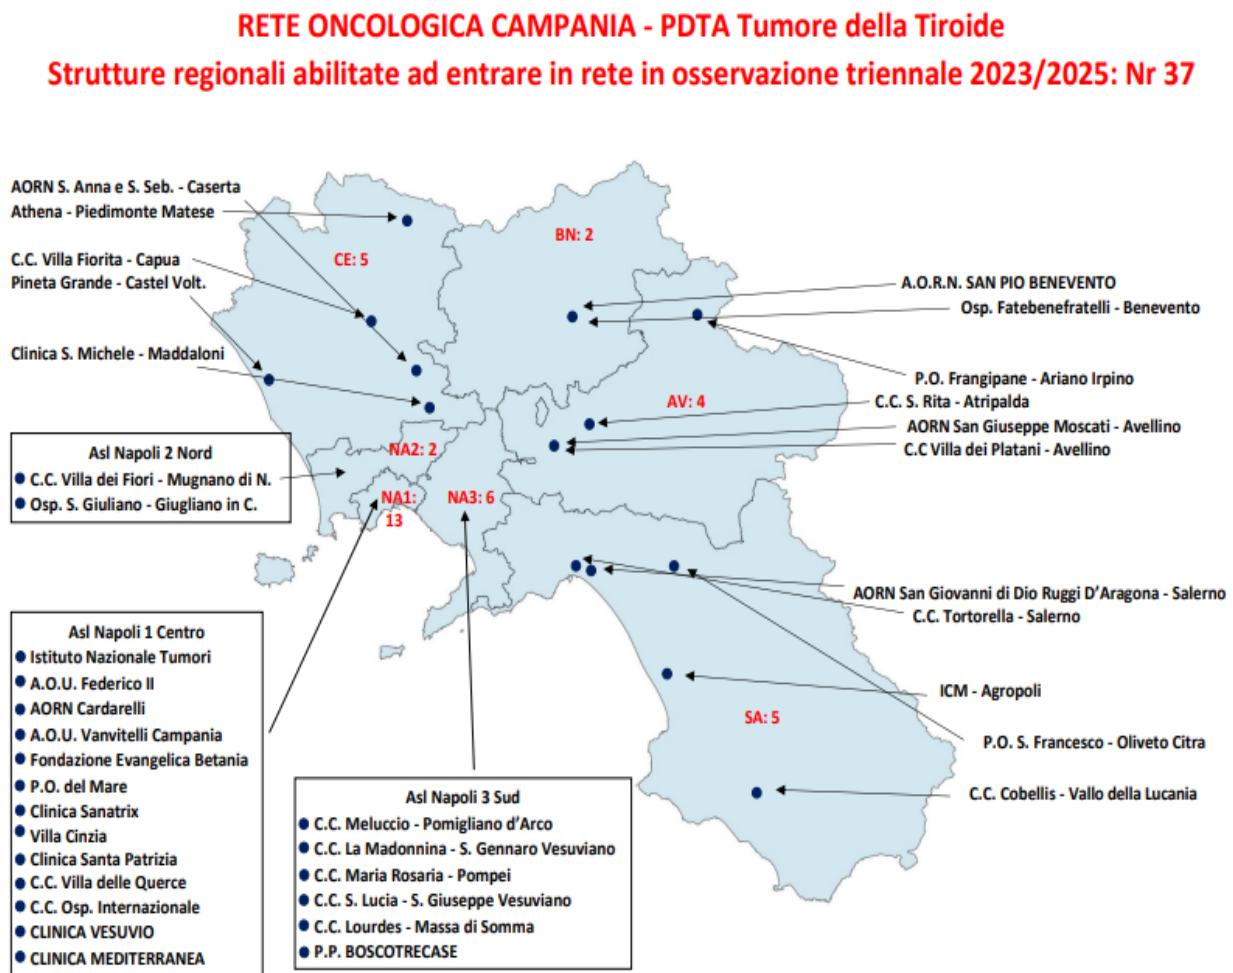 RETE ONCOLOGICA CAMPANIA - PDTA Tumore della Tiroide
Strutture regionali abilitate ad entrare in rete in osservazione triennale 2023/2025: Nr 37
AORN S. Anna e S. Seb. - Caserta
Athena - Piedimonte Matese
C.C. Villa Fiorita - Capua
Pineta Grande - Castel Volt.
Clinica S. Michele - Maddaloni
CE: 5
BN: 2
A.O.R.N. SAN PIO BENEVENTO
Osp. Fatebenefratelli - Benevento
P.O. Frangipane - Ariano Irpino
AV: 4
C.C. S. Rita - Atripalda
AORN San Giuseppe Moscati - Avellino
C.C Villa dei Platani - Avellino
Asl Napoli 2 Nord
C.C. Villa dei Fiori - Mugnano di N.
Osp. S. Giuliano - Giugliano in C.
NA2: 2
NA1:
13
NA3: 6
AORN San Giovanni di Dio Ruggi D'Aragona - Salerno
C.C. Tortorella - Salerno
ICM - Agropoli
SA: 5
P.O. S. Francesco - Oliveto Citra
C.C. Cobellis - Vallo della Lucania
Asl Napoli 1 Centro
Istituto Nazionale Tumori
A.O.U. Federico II
AORN Cardarelli
A.O.U. Vanvitelli Campania
Fondazione Evangelica Betania
P.O. del Mare
Clinica Sanatrix
Villa Cinzia
Clinica Santa Patrizia
C.C. Villa delle Querce
C.C. Osp. Internazionale
CLINICA VESUVIO
CLINICA MEDITERRANEA
Asl Napoli 3 Sud
C.C. Meluccio - Pomigliano d'Arco
C.C. La Madonnina - S. Gennaro Vesuviano
C.C. Maria Rosaria - Pompei
C.C. S. Lucia - S. Giuseppe Vesuviano
C.C. Lourdes - Massa di Somma
P.P. BOSCOTRECASE